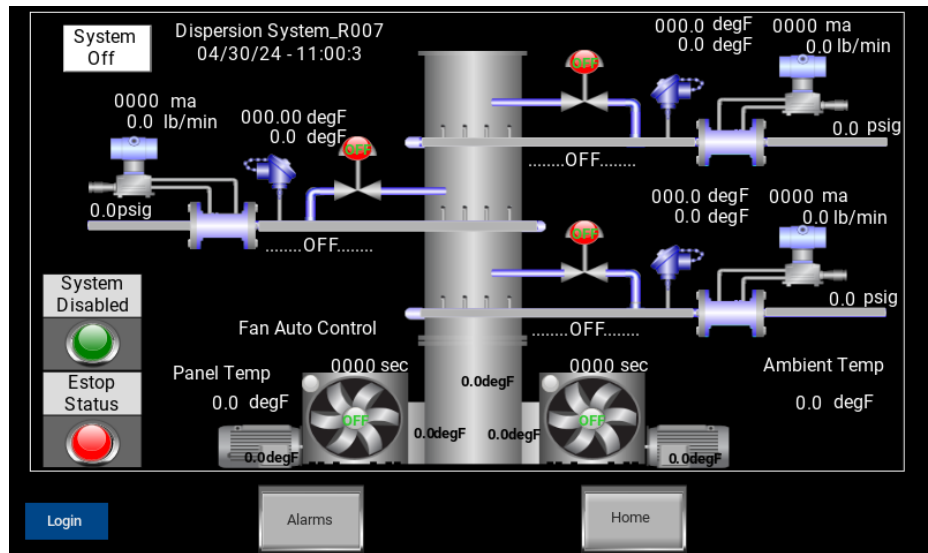 System
Off
Dispersion System_R007
04/30/24 - 11:00:3
000.0 degF
0.0 degF
0000 ma
0.0 lb/min
OFF
0.0 psig
........OFF........
0000 ma
0.0 lb/min
000.00 degF
0.0 degF
OFF
0.0psig
........OFF........
000.0 degF
0.0 degF
0000 ma
0.0 lb/min
OFF
0.0 psig
........OFF........
System
Disabled
Estop
Status
Fan Auto Control
Panel Temp
0.0 degF
0000 sec
OFF
0.0degF
0.0degF
0.0degF
0.0degF
0000 sec
OFF
0.0degF
Ambient Temp
0.0 degF
Login
Alarms
Home